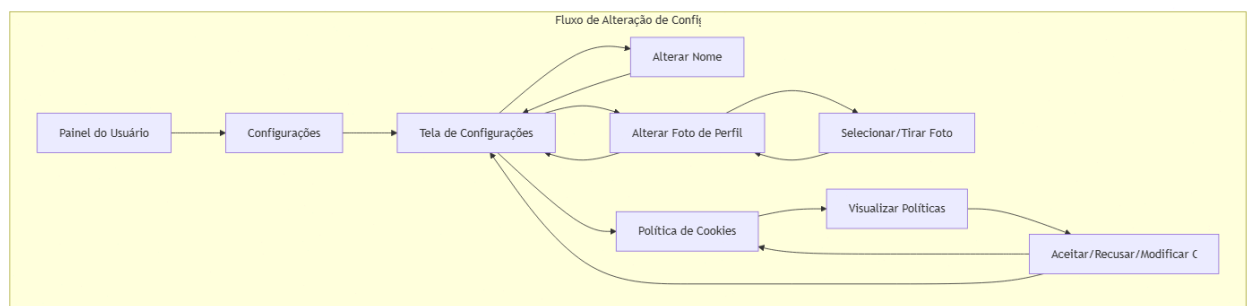 Fluxo de Alteração de Config
Alterar Nome
Painel do Usuário
Configurações
Tela de Configurações
Alterar Foto de Perfil
Selecionar/Tirar Foto
Visualizar Políticas
Política de Cookies
Aceitar/Recusar/Modificar C